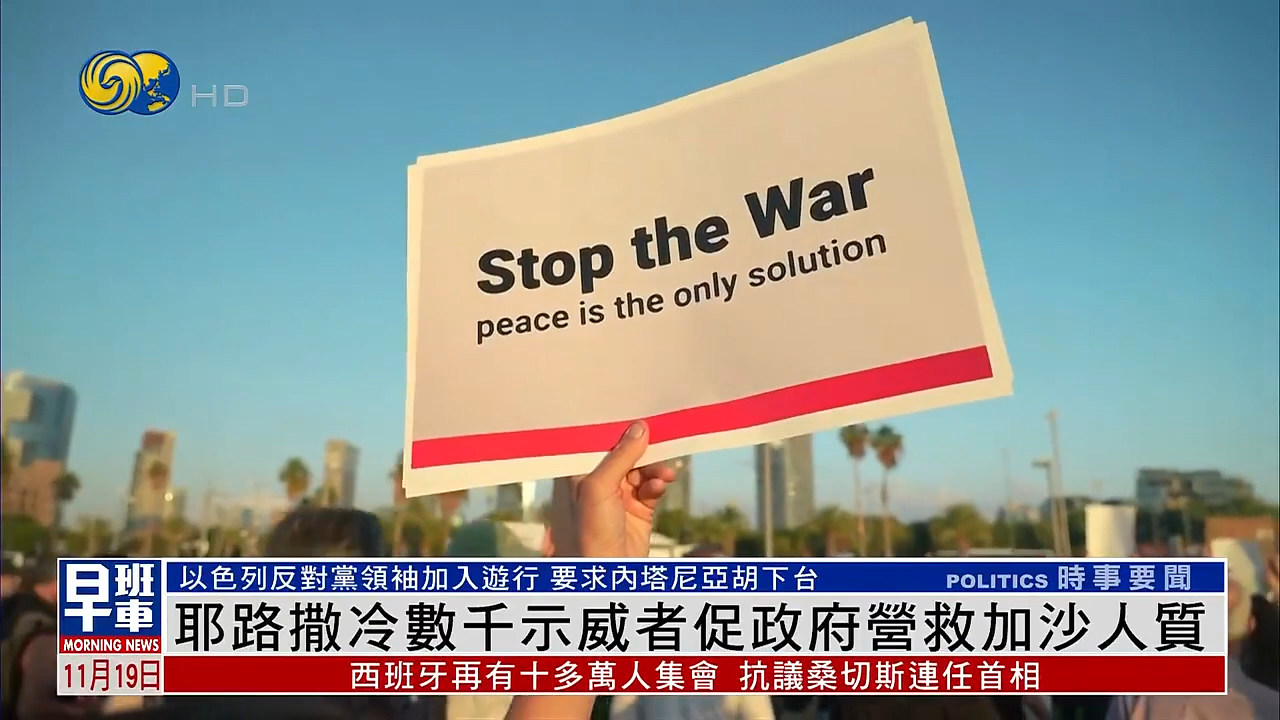 HD
Stop the War
peace is the only solution
早班車
MORNING NEWS
11月19日
以色列反對黨領袖加入遊行 要求內塔尼亞胡下台
POLITICS 時事要聞
耶路撒冷數千示威者促政府營救加沙人質
西班牙再有十多萬人集會 抗議桑切斯連任首相